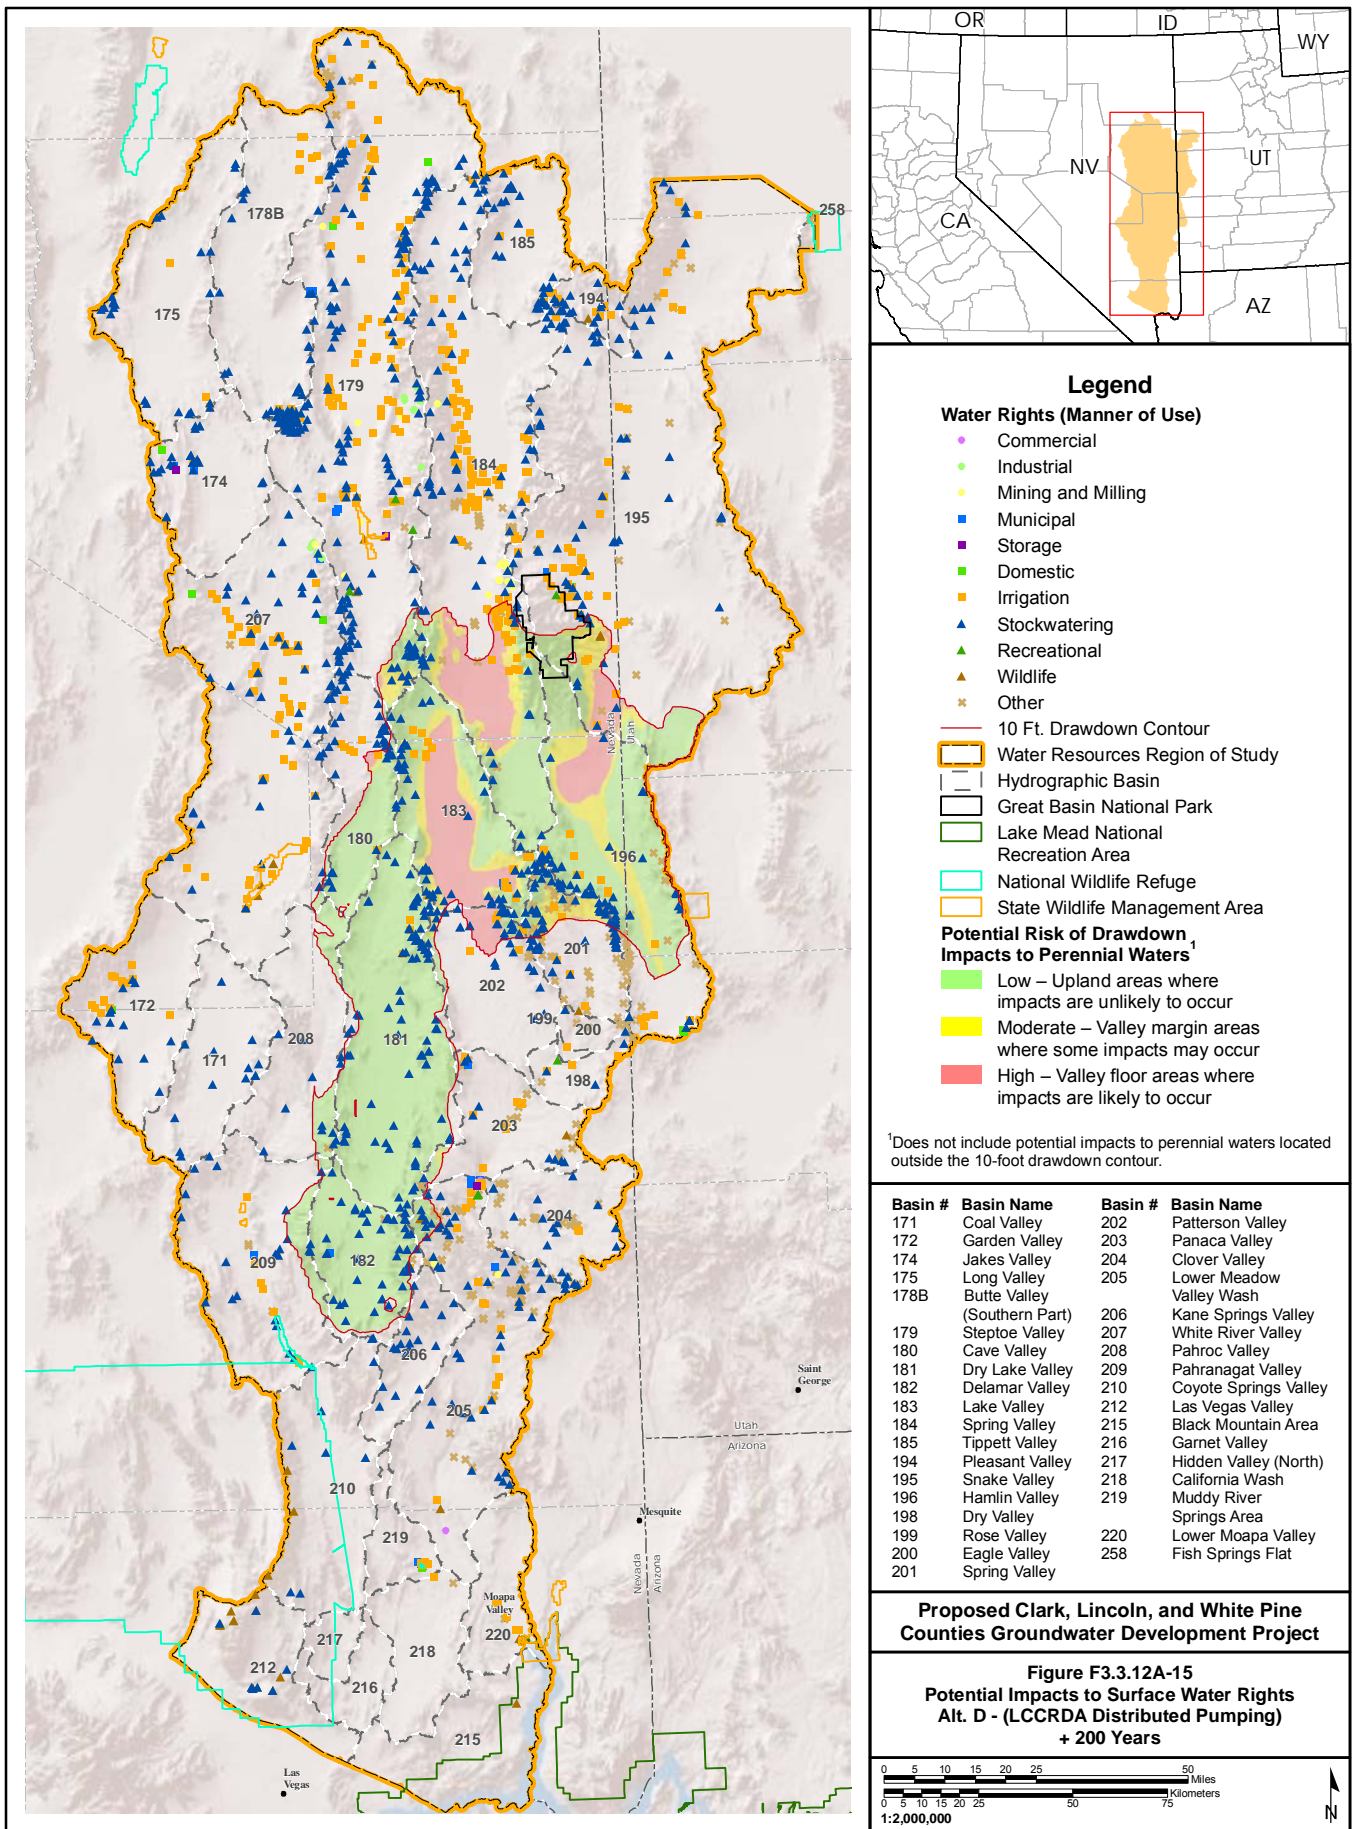 258
178B
185
175
194
179
184
174
195
207
Nevada
Utah
183
180
196
201
202
172
199
200
208
181
171
198
203
204
209
182
206
Saint
George
205
Utah
Arizona
210
Mesquite
219
Nevada
Arizona
Moapa
Valley
217
218
220
212
216
215
Las
Vegas
OR
ID
WY
NV
UT
CA
AZ
Legend
Water Rights (Manner of Use)
Commercial
Industrial
Mining and Milling
Municipal
Storage
Domestic
Irrigation
Stockwatering
Recreational
Wildlife
Other
10 Ft. Drawdown Contour
Water Resources Region of Study
Hydrographic Basin
Great Basin National Park
Lake Mead National
Recreation Area
National Wildlife Refuge
State Wildlife Management Area
Potential Risk of Drawdown
Impacts to Perennial Waters 1
Low – Upland areas where
impacts are unlikely to occur
Moderate – Valley margin areas
where some impacts may occur
High – Valley floor areas where
impacts are likely to occur
1Does not include potential impacts to perennial waters located
outside the 10-foot drawdown contour.
Basin # Basin Name Basin # Basin Name
171 Coal Valley 202 Patterson Valley
172 Garden Valley 203 Panaca Valley
174 Jakes Valley 204 Clover Valley
175 Long Valley 205 Lower Meadow
178B Butte Valley Valley Wash
(Southern Part) 206 Kane Springs Valley
179 Steptoe Valley 207 White River Valley
180 Cave Valley 208 Pahroc Valley
181 Dry Lake Valley 209 Pahranagat Valley
182 Delamar Valley 210 Coyote Springs Valley
183 Lake Valley 212 Las Vegas Valley
184 Spring Valley 215 Black Mountain Area
185 Tippett Valley 216 Garnet Valley
194 Pleasant Valley 217 Hidden Valley (North)
195 Snake Valley 218 California Wash
196 Hamlin Valley 219 Muddy River
198 Dry Valley Springs Area
199 Rose Valley 220 Lower Moapa Valley
200 Eagle Valley 258 Fish Springs Flat
201 Spring Valley
Proposed Clark, Lincoln, and White Pine
Counties Groundwater Development Project
Figure F3.3.12A-15
Potential Impacts to Surface Water Rights
Alt. D - (LCCRDA Distributed Pumping)
+ 200 Years
0 5 10 15 20 25 50
Miles
Kilometers
0 5 10 15 20 25 50 75
1:2,000,000
N